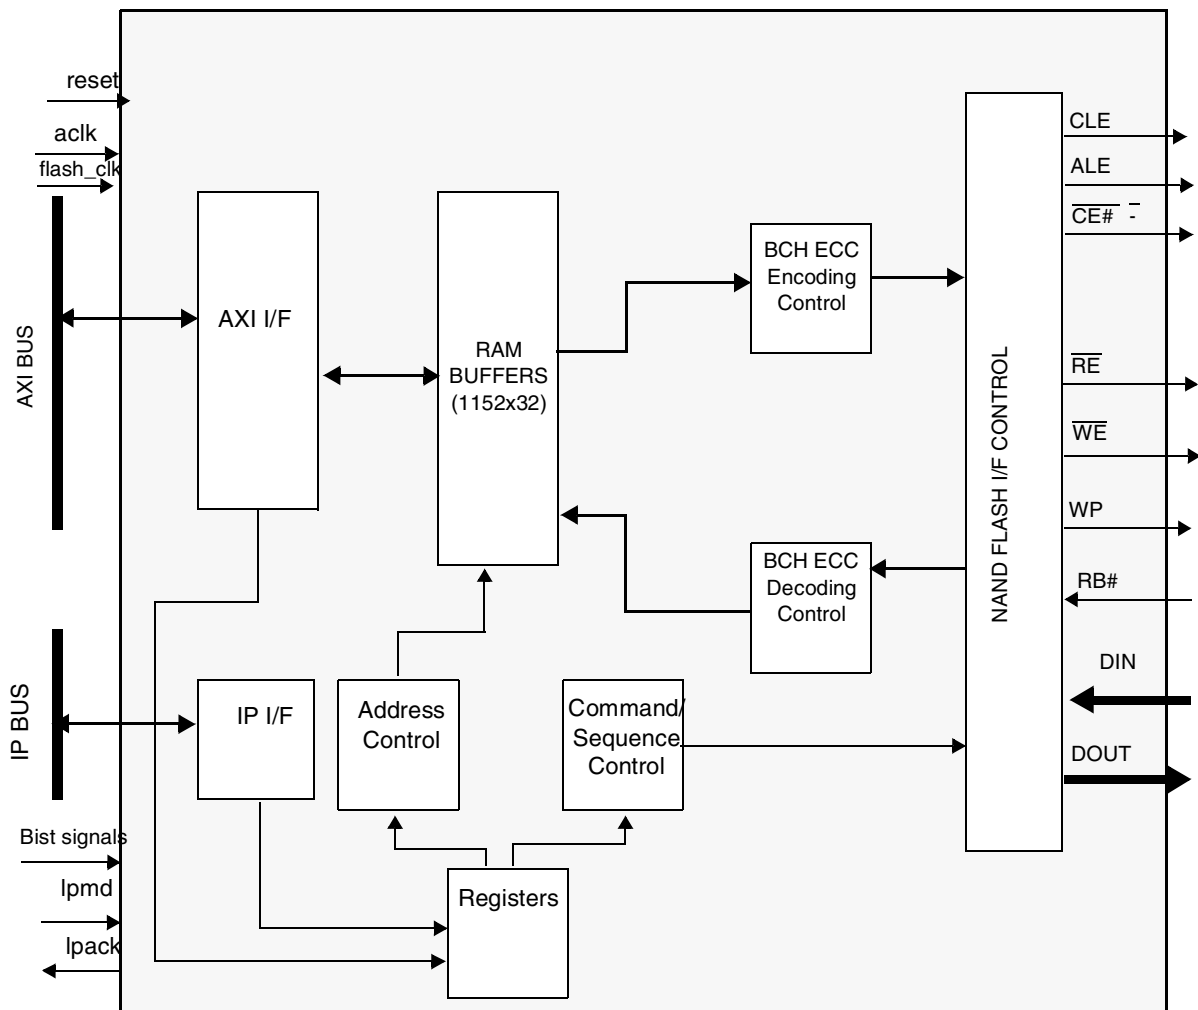 reset
aclk
flash_clk
AXI BUS
IP BUS
Bist signals
lpmd
lpack
AXI I/F
RAM
BUFFERS
(1152x32)
BCH ECC
Encoding
Control
BCH ECC
Decoding
Control
IP I/F
Address
Control
Command/
Sequence
Control
Registers
NAND FLASH I/F CONTROL
CLE
ALE
CE# -
RE
WE
WP
RB#
DIN
DOUT